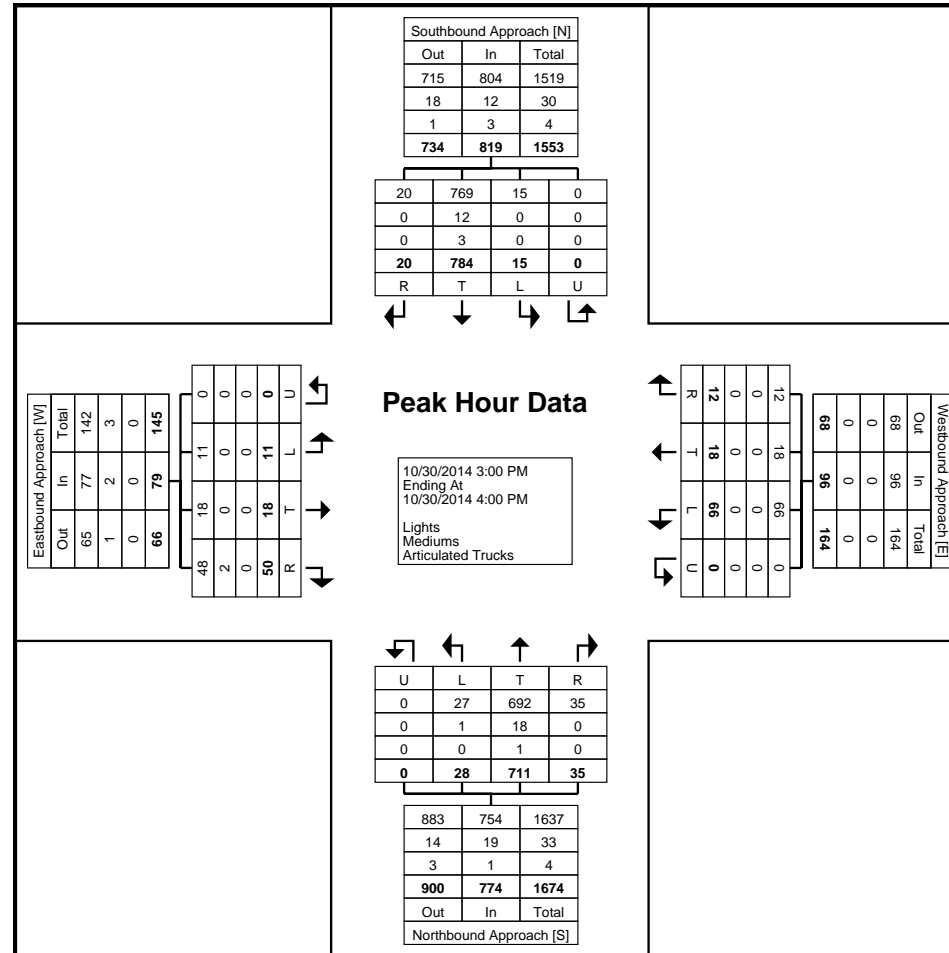 Southbound Approach [N]
Out In Total
715 804 1519
18 12 30
1 3 4
734 819 1553
20 769 15 0
0 12 0 0
0 3 0 0
20 784 15 0
R T L U
Eastbound Approach [W]
Total 142 3 0 145
In 77 2 0 79
Out 65 1 0 66
0 0 0 0 U
11 0 0 11 L
18 0 0 18 T
48 2 0 50 R
Peak Hour Data
10/30/2014 3:00 PM
Ending At
10/30/2014 4:00 PM
Lights
Mediums
Articulated Trucks
R 12 0 0 12
T 18 0 0 18
L 66 0 0 66
U 0 0 0 0
68 0 0 68 Out
96 0 0 96 In
164 0 0 164 Total
Westbound Approach [E]
U L T R
0 27 692 35
0 1 18 0
0 0 1 0
0 28 711 35
883 754 1637
14 19 33
3 1 4
900 774 1674
Out In Total
Northbound Approach [S]